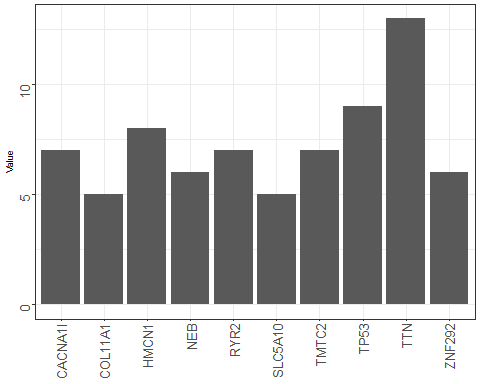 Value
10
5
0
CACNA1I
COL11A1
HMCN1
NEB
RYR2
SLC5A10
TMTC2
TP53
TTN
ZNF292